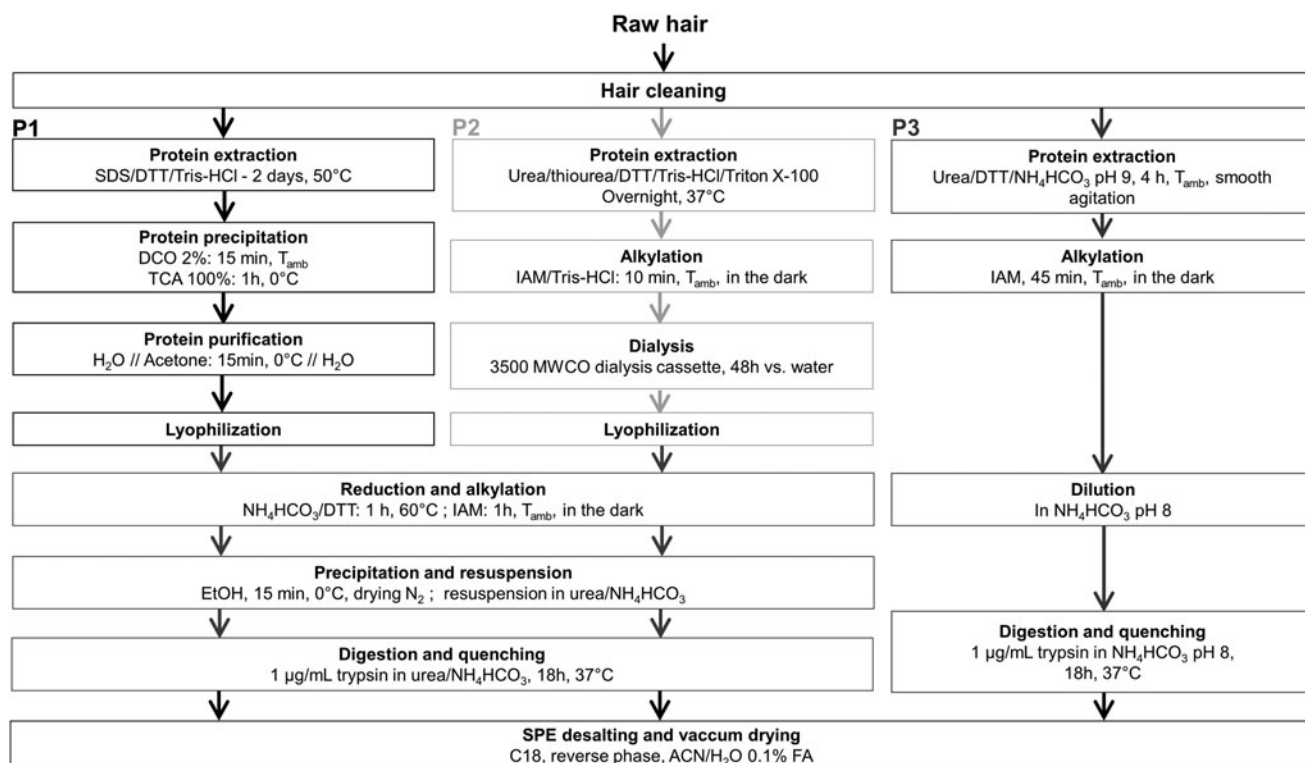 Raw hair
Hair cleaning
P1
Protein extraction
SDS/DTT/Tris-HCl - 2 days, 50°C
Protein precipitation
DCO 2%: 15 min, Tamb
TCA 100%: 1h, 0°C
Protein purification
H2O // Acetone: 15min, 0°C // H2O
Lyophilization
P2
Protein extraction
Urea/thiourea/DTT/Tris-HCl/Triton X-100
Overnight, 37°C
Alkylation
IAM/Tris-HCl: 10 min, Tamb, in the dark
Dialysis
3500 MWCO dialysis cassette, 48h vs. water
Lyophilization
Reduction and alkylation
NH4HCO3/DTT: 1 h, 60°C ; IAM: 1h, Tamb, in the dark
Precipitation and resuspension
EtOH, 15 min, 0°C, drying N2 ; resuspension in urea/NH4HCO3
Digestion and quenching
1 µg/mL trypsin in urea/NH4HCO3, 18h, 37°C
P3
Protein extraction
Urea/DTT/NH4HCO3 pH 9, 4 h, Tamb, smooth
agitation
Alkylation
IAM, 45 min, Tamb, in the dark
Dilution
In NH4HCO3 pH 8
Digestion and quenching
1 µg/mL trypsin in NH4HCO3 pH 8,
18h, 37°C
SPE desalting and vaccum drying
C18, reverse phase, ACN/H2O 0.1% FA